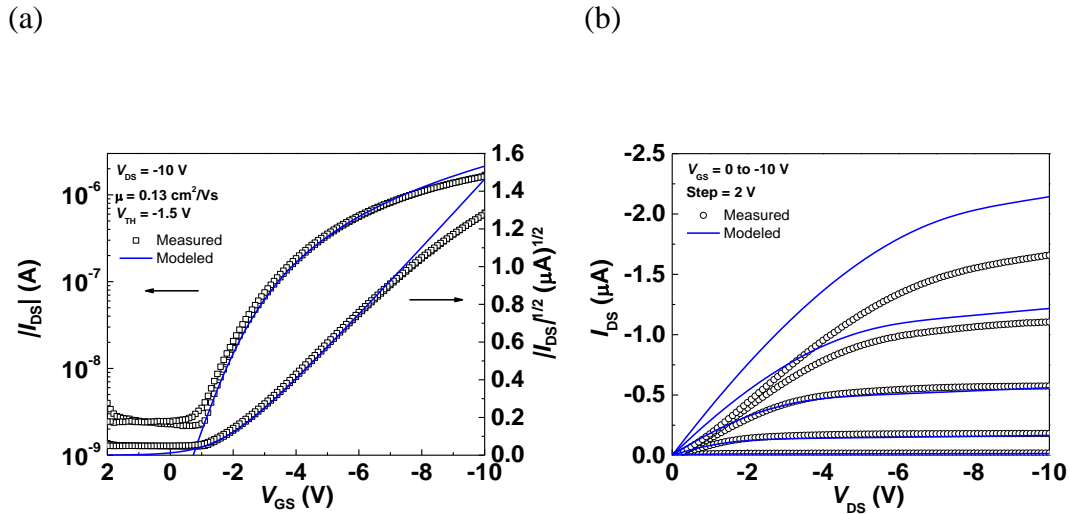 (a)
(b)
V_DS = -10 V
μ = 0.13 cm²/Vs
V_TH = -1.5 V
Measured
Modeled
10⁻⁶
10⁻⁷
10⁻⁸
10⁻⁹
|I_DS| (A)
2 0 -2 -4 -6 -8 -10
V_GS (V)
1.6
1.4
1.2
1.0
0.8
0.6
0.4
0.2
0.0
|I_DS|^1/2 (μA)^1/2
V_GS = 0 to -10 V
Step = 2 V
Measured
Modeled
-2.5
-2.0
-1.5
-1.0
-0.5
0.0
I_DS (μA)
0 -2 -4 -6 -8 -10
V_DS (V)